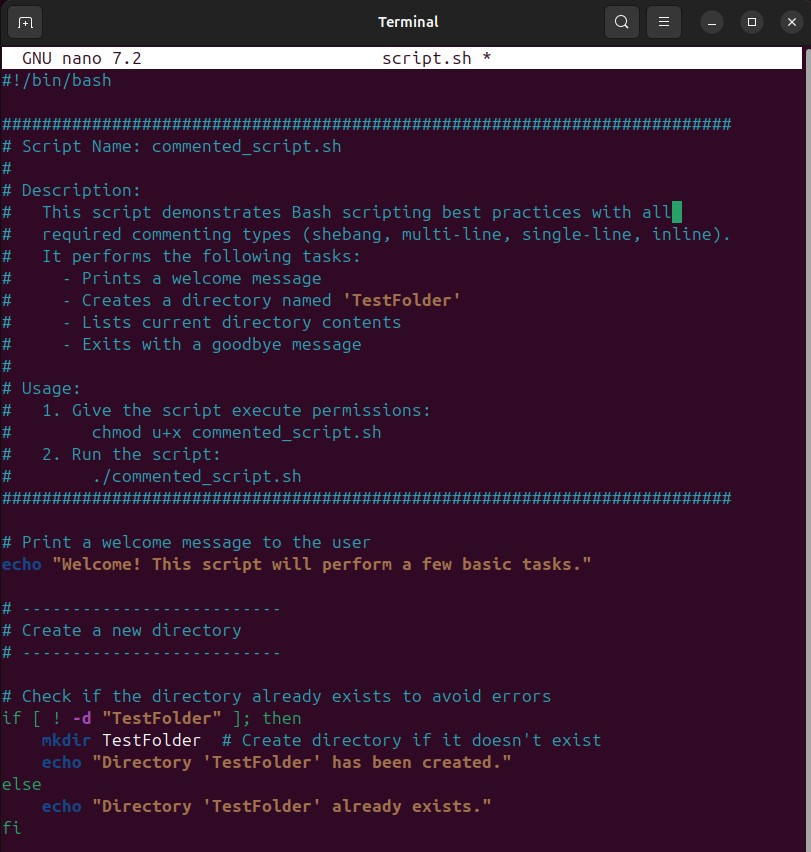 Terminal
GNU nano 7.2 script.sh *
#!/bin/bash
#########################################################################
# Script Name: commented_script.sh
#
# Description:
#   This script demonstrates Bash scripting best practices with all
#   required commenting types (shebang, multi-line, single-line, inline).
#   It performs the following tasks:
#     - Prints a welcome message
#     - Creates a directory named 'TestFolder'
#     - Lists current directory contents
#     - Exits with a goodbye message
#
# Usage:
#   1. Give the script execute permissions:
#        chmod u+x commented_script.sh
#   2. Run the script:
#        ./commented_script.sh
#########################################################################
# Print a welcome message to the user
echo "Welcome! This script will perform a few basic tasks."
# --------------------------
# Create a new directory
# --------------------------
# Check if the directory already exists to avoid errors
if [ ! -d "TestFolder" ]; then
    mkdir TestFolder  # Create directory if it doesn't exist
    echo "Directory 'TestFolder' has been created."
else
    echo "Directory 'TestFolder' already exists."
fi